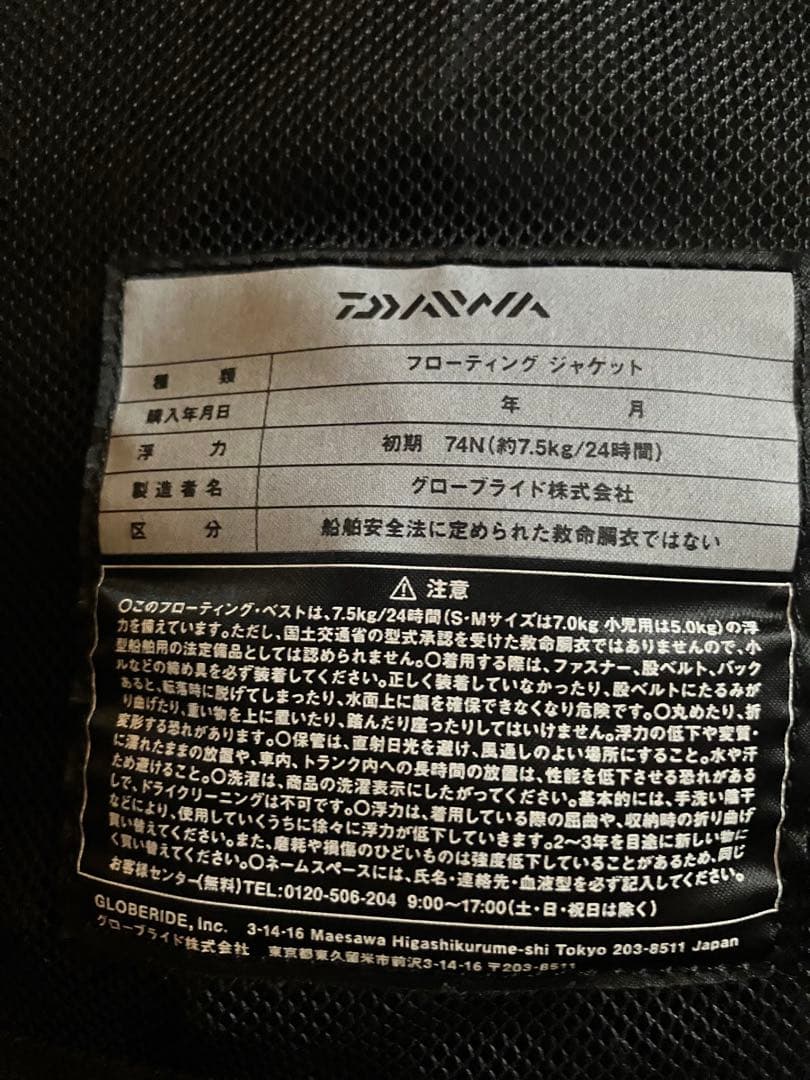 DAIWA
種類 フローティング ジャケット
購入年月日 年 月
浮力 初期 74N(約7.5kg/24時間)
製造者名 グローブライド株式会社
区分 船舶安全法に定められた救命胴衣ではない
⚠ 注意
〇このフローティング・ベストは、7.5kg/24時間(S・Mサイズは7.0kg 小児用は5.0kg)の浮
力を備えています。ただし、国土交通省の型式承認を受けた救命胴衣ではありませんので、小
型船舶用の法定備品としては認められません。〇着用する際は、ファスナー、股ベルト、バック
ルなどの締め具を必ず装着してください。正しく装着していなかったり、股ベルトにたるみが
あると、転落時に脱げてしまったり、水面上に顔を確保できなくなり危険です。〇丸めたり、折
り曲げたり、重い物を上に置いたり、踏んだり座ったりしてはいけません。浮力の低下や変質・
変形する恐れがあります。〇保管は、直射日光を避け、風通しのよい場所にすること。水や汗
に濡れたままの放置や、車内、トランク内への長時間の放置は、性能を低下させる恐れがある
ため避けること。〇洗濯は、商品の洗濯表示にしたがってください。基本的には、手洗い陰干
しで、ドライクリーニングは不可です。〇浮力は、着用している際の屈曲や、収納時の折り曲げ
などにより、使用していくうちに徐々に浮力が低下していきます。2〜3年を目途に新しい物に
買い替えてください。また、磨耗や損傷のひどいものは強度低下していることがあるため、同じ
く買い替えてください。〇ネームスペースには、氏名・連絡先・血液型を必ず記入してください。
お客様センター(無料)TEL:0120-506-204 9:00〜17:00(土・日・祝日は除く)
GLOBERIDE, Inc. 3-14-16 Maesawa Higashikurume-shi Tokyo 203-8511 Japan
グローブライド株式会社 東京都東久留米市前沢3-14-16 〒203-8511